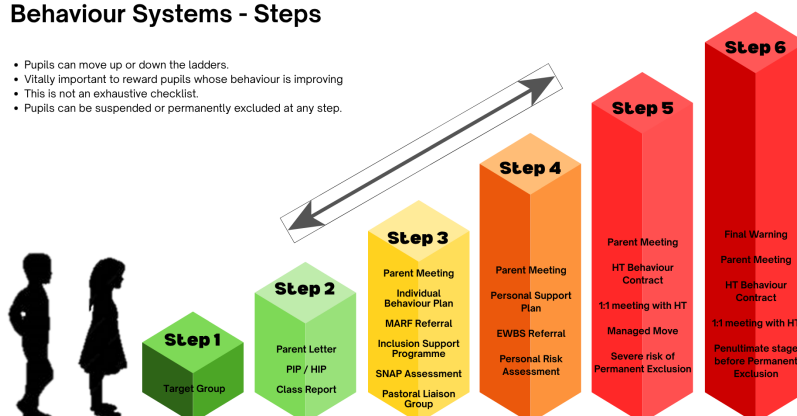 Behaviour Systems - Steps
• Pupils can move up or down the ladders.
• Vitally important to reward pupils whose behaviour is improving
• This is not an exhaustive checklist.
• Pupils can be suspended or permanently excluded at any step.
Step 1
Target Group
Step 2
Parent Letter
PIP / HIP
Class Report
Step 3
Parent Meeting
Individual
Behaviour Plan
MARF Referral
Inclusion Support
Programme
SNAP Assessment
Pastoral Liaison
Group
Step 4
Parent Meeting
Personal Support
Plan
EWBS Referral
Personal Risk
Assessment
Step 5
Parent Meeting
HT Behaviour
Contract
1:1 meeting with HT
Managed Move
Severe risk of
Permanent Exclusion
Step 6
Final Warning
Parent Meeting
HT Behaviour
Contract
1:1 meeting with HT
Penultimate stage
before Permanent
Exclusion